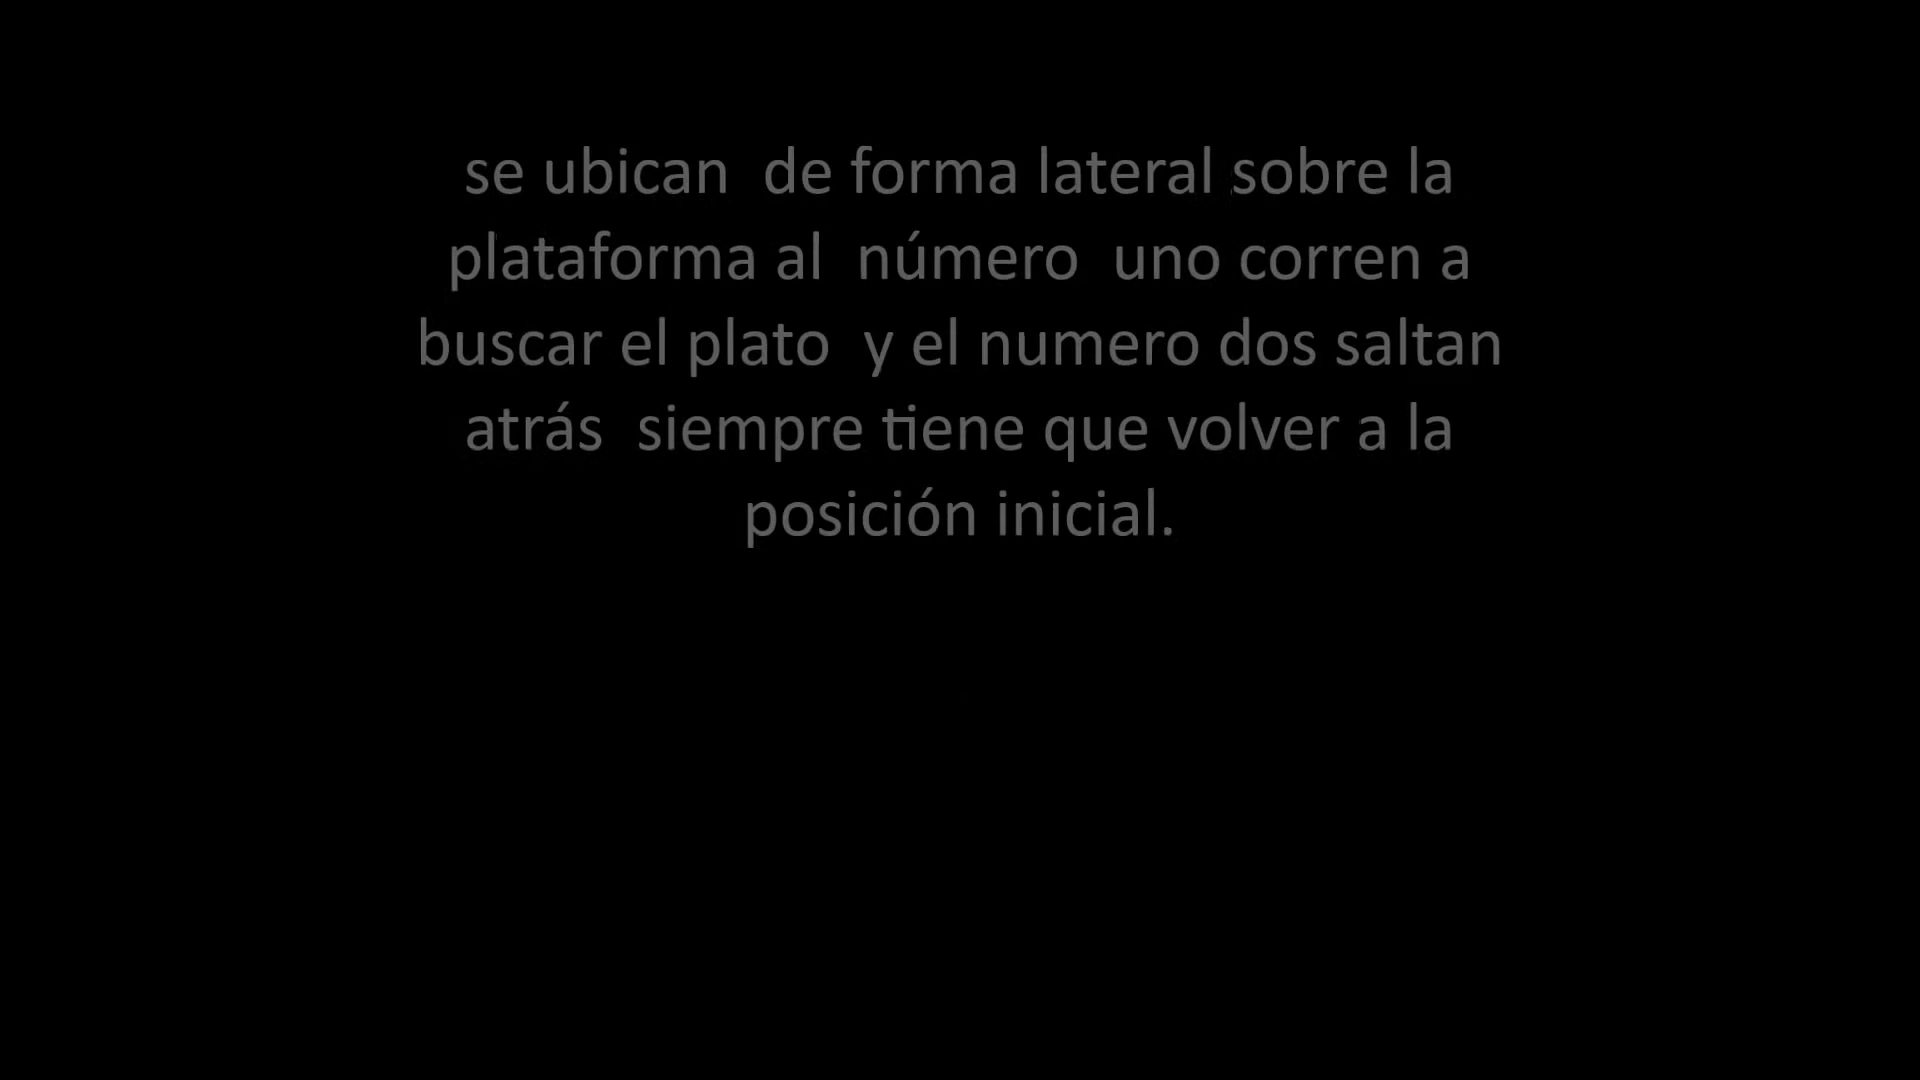 se ubican  de forma lateral sobre la
plataforma al  número  uno corren a
buscar el plato  y el numero dos saltan
atrás  siempre tiene que volver a la
posición inicial.